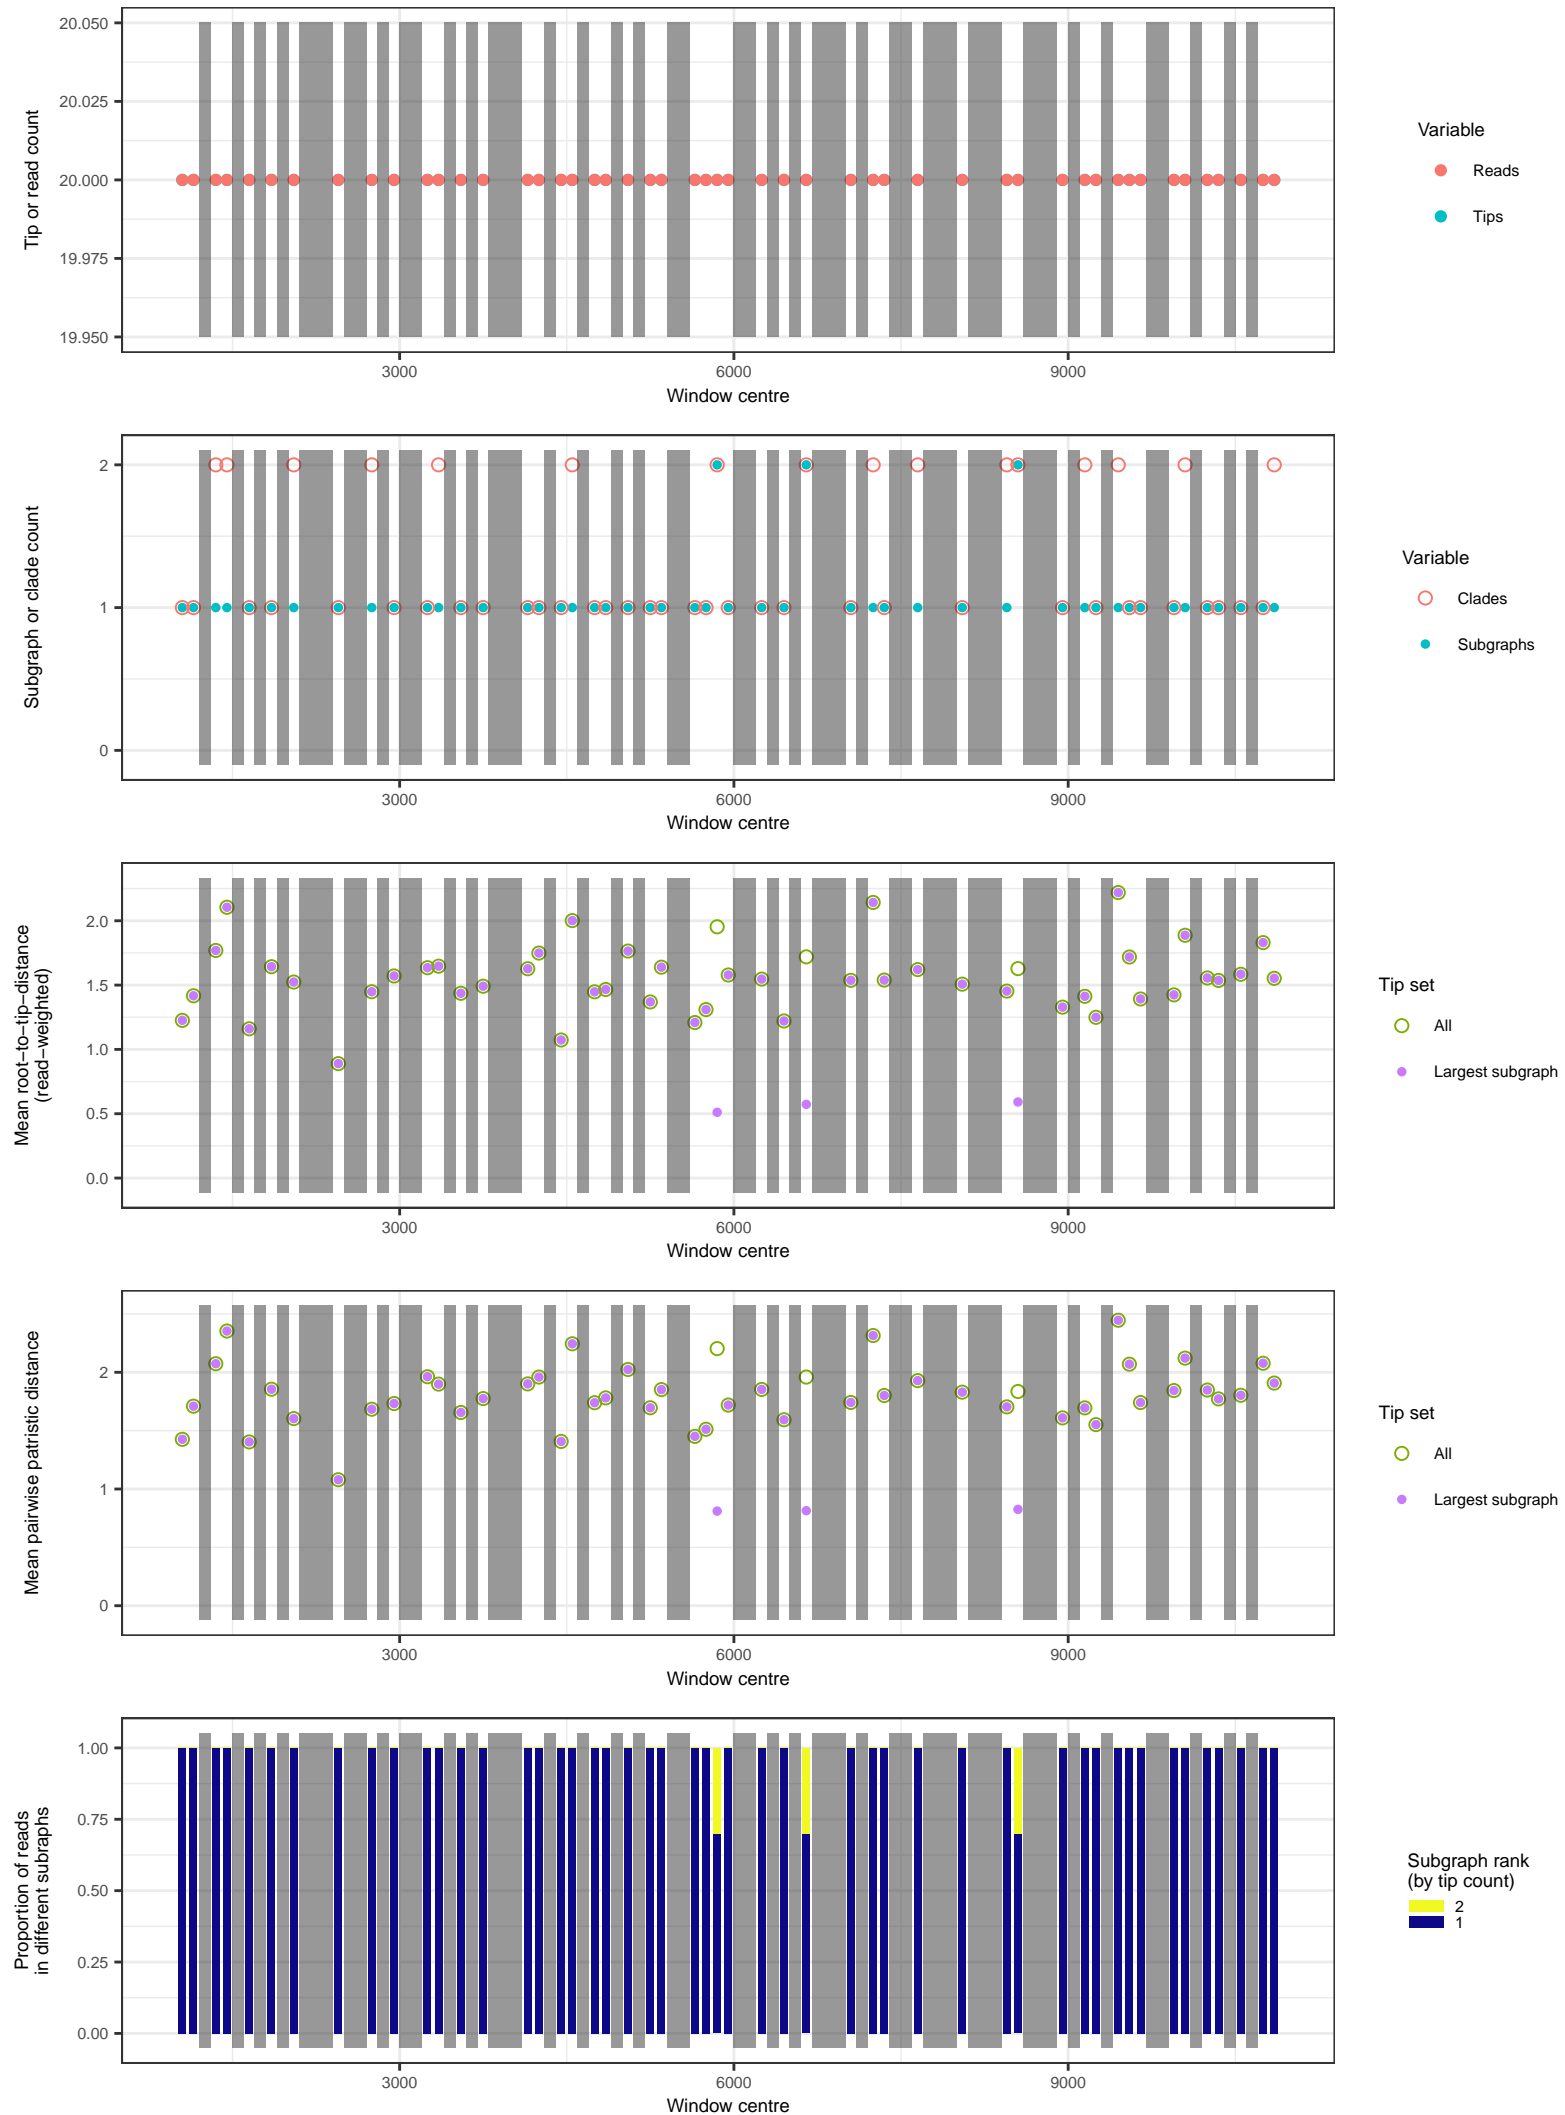 20.050
20.025
20.000
19.975
19.950
Tip or read count
3000
6000
9000
Window centre
Variable
Reads
Tips
2
1
0
Subgraph or clade count
3000
6000
9000
Window centre
Variable
Clades
Subgraphs
2.0
1.5
1.0
0.5
0.0
Mean root−to−tip−distance
(read−weighted)
3000
6000
9000
Window centre
Tip set
All
Largest subgraph
2
1
0
Mean pairwise patristic distance
3000
6000
9000
Window centre
Tip set
All
Largest subgraph
1.00
0.75
0.50
0.25
0.00
Proportion of reads
in different subraphs
3000
6000
9000
Window centre
Subgraph rank
(by tip count)
2
1